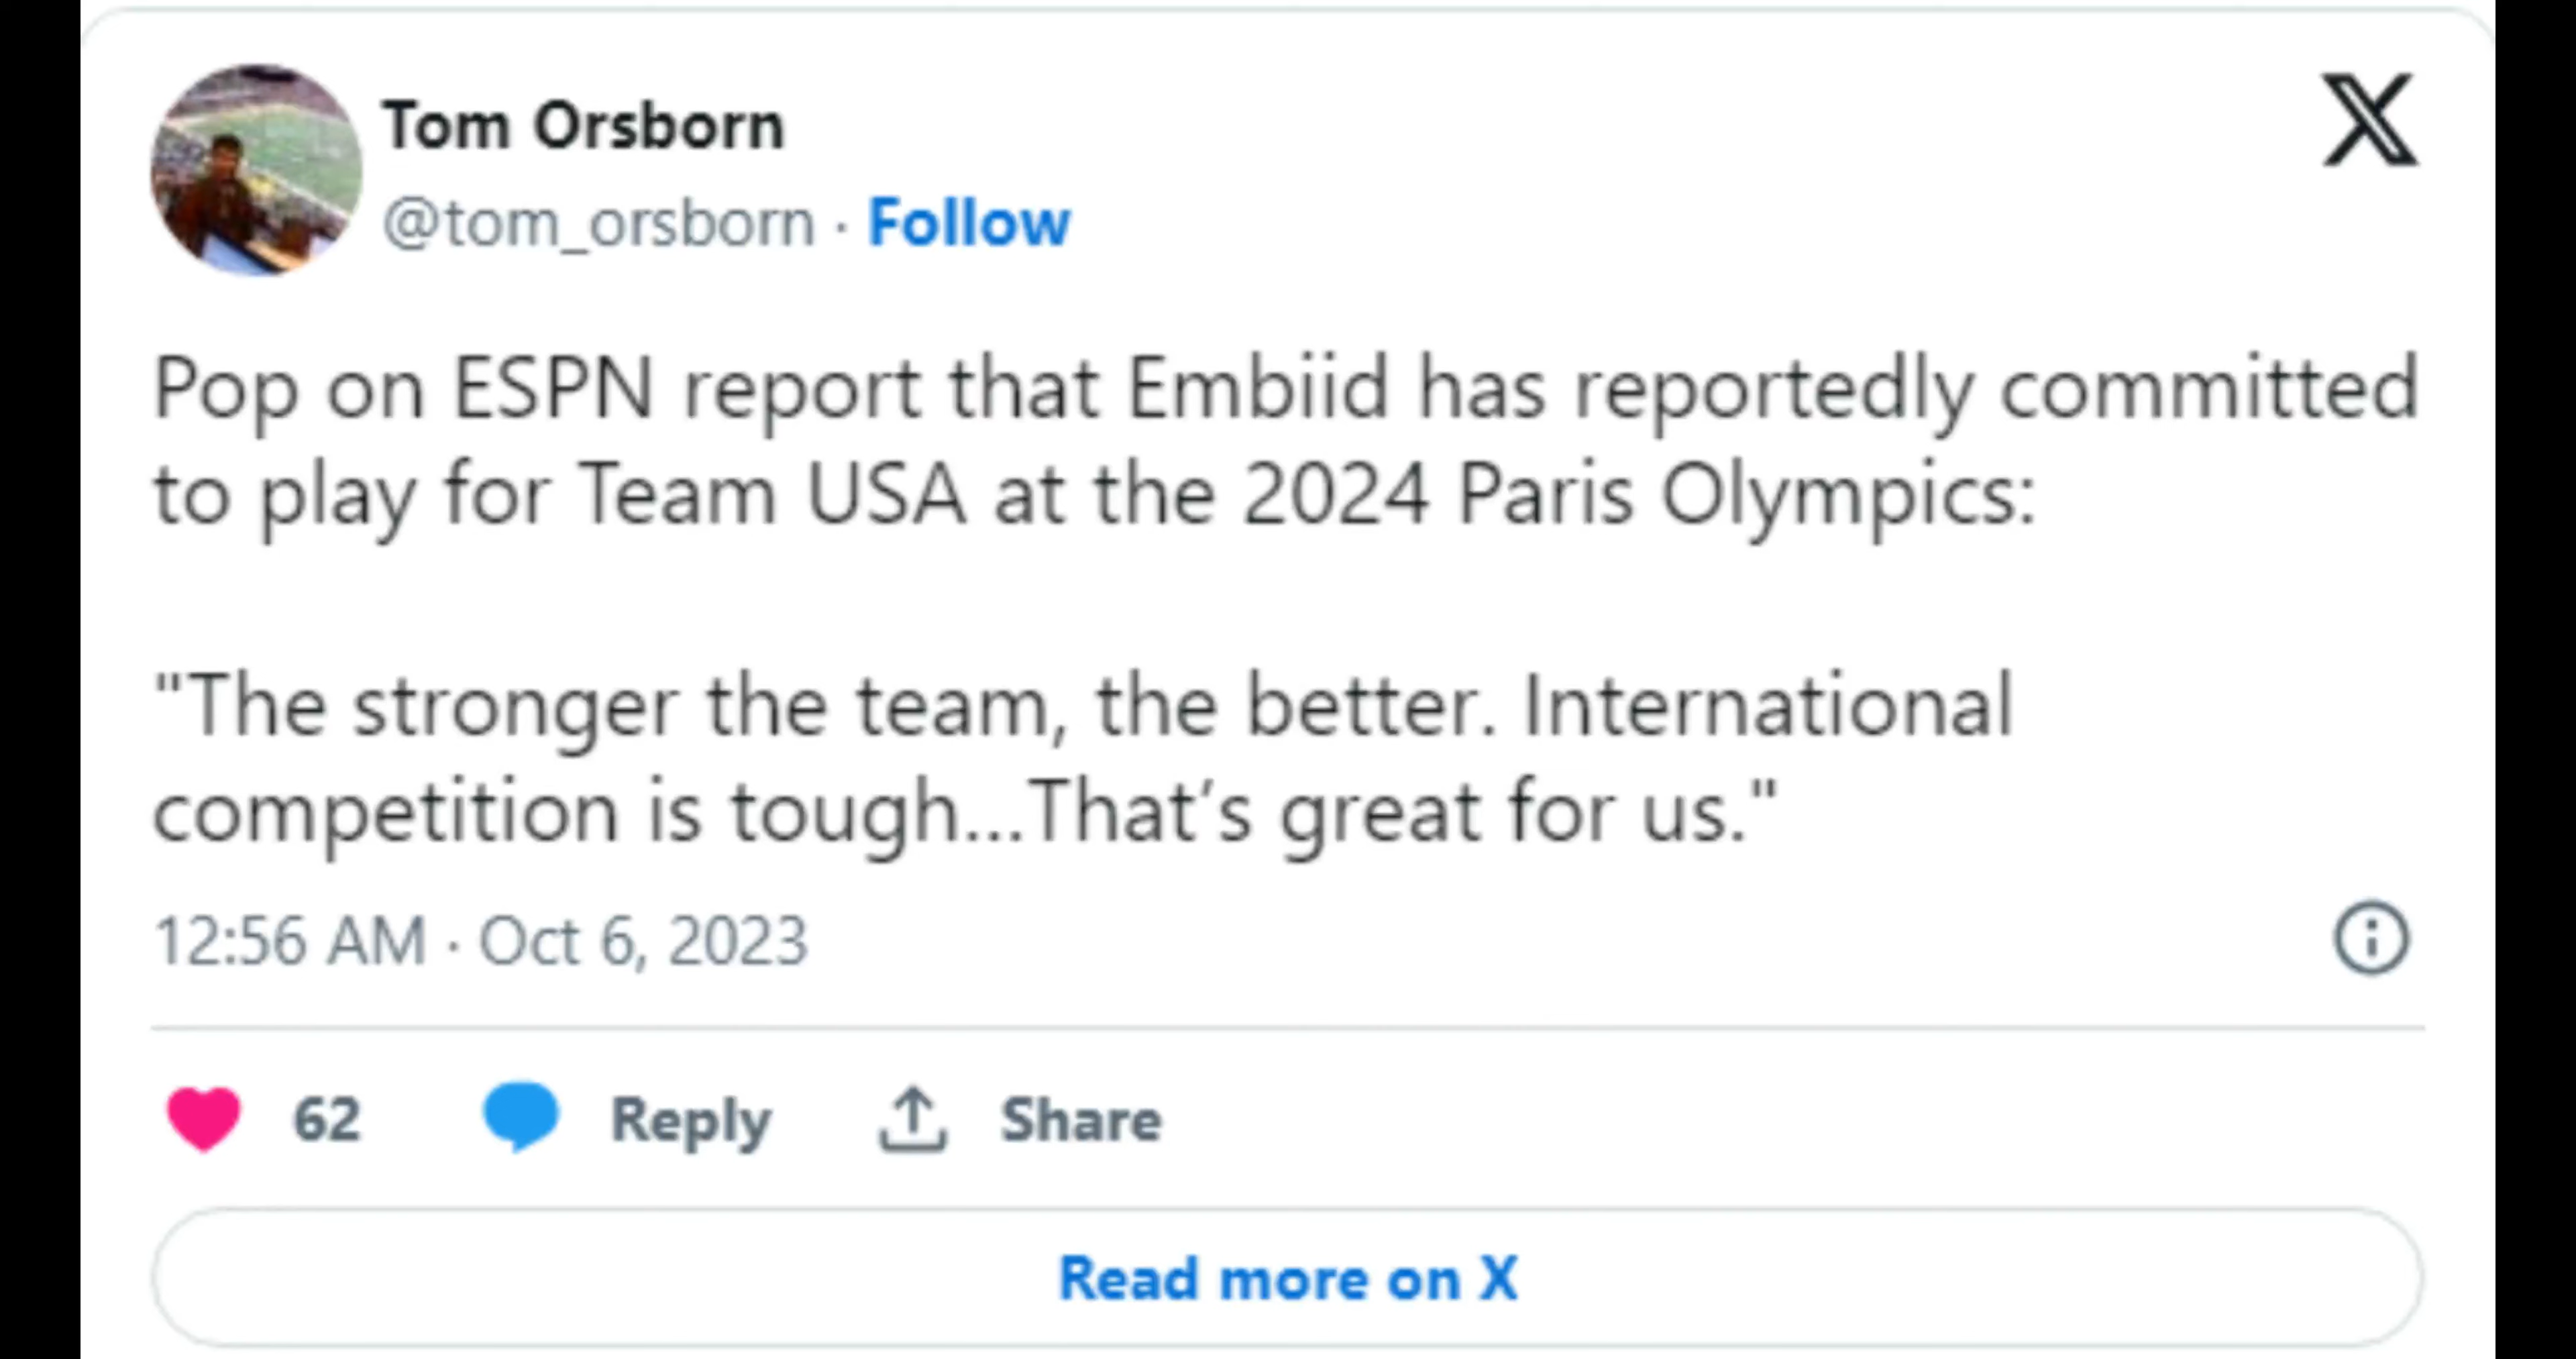 Tom Orsborn
@tom_orsborn · Follow
Pop on ESPN report that Embiid has reportedly committed
to play for Team USA at the 2024 Paris Olympics:
"The stronger the team, the better. International
competition is tough...That’s great for us."
12:56 AM · Oct 6, 2023
62 Reply Share
Read more on X